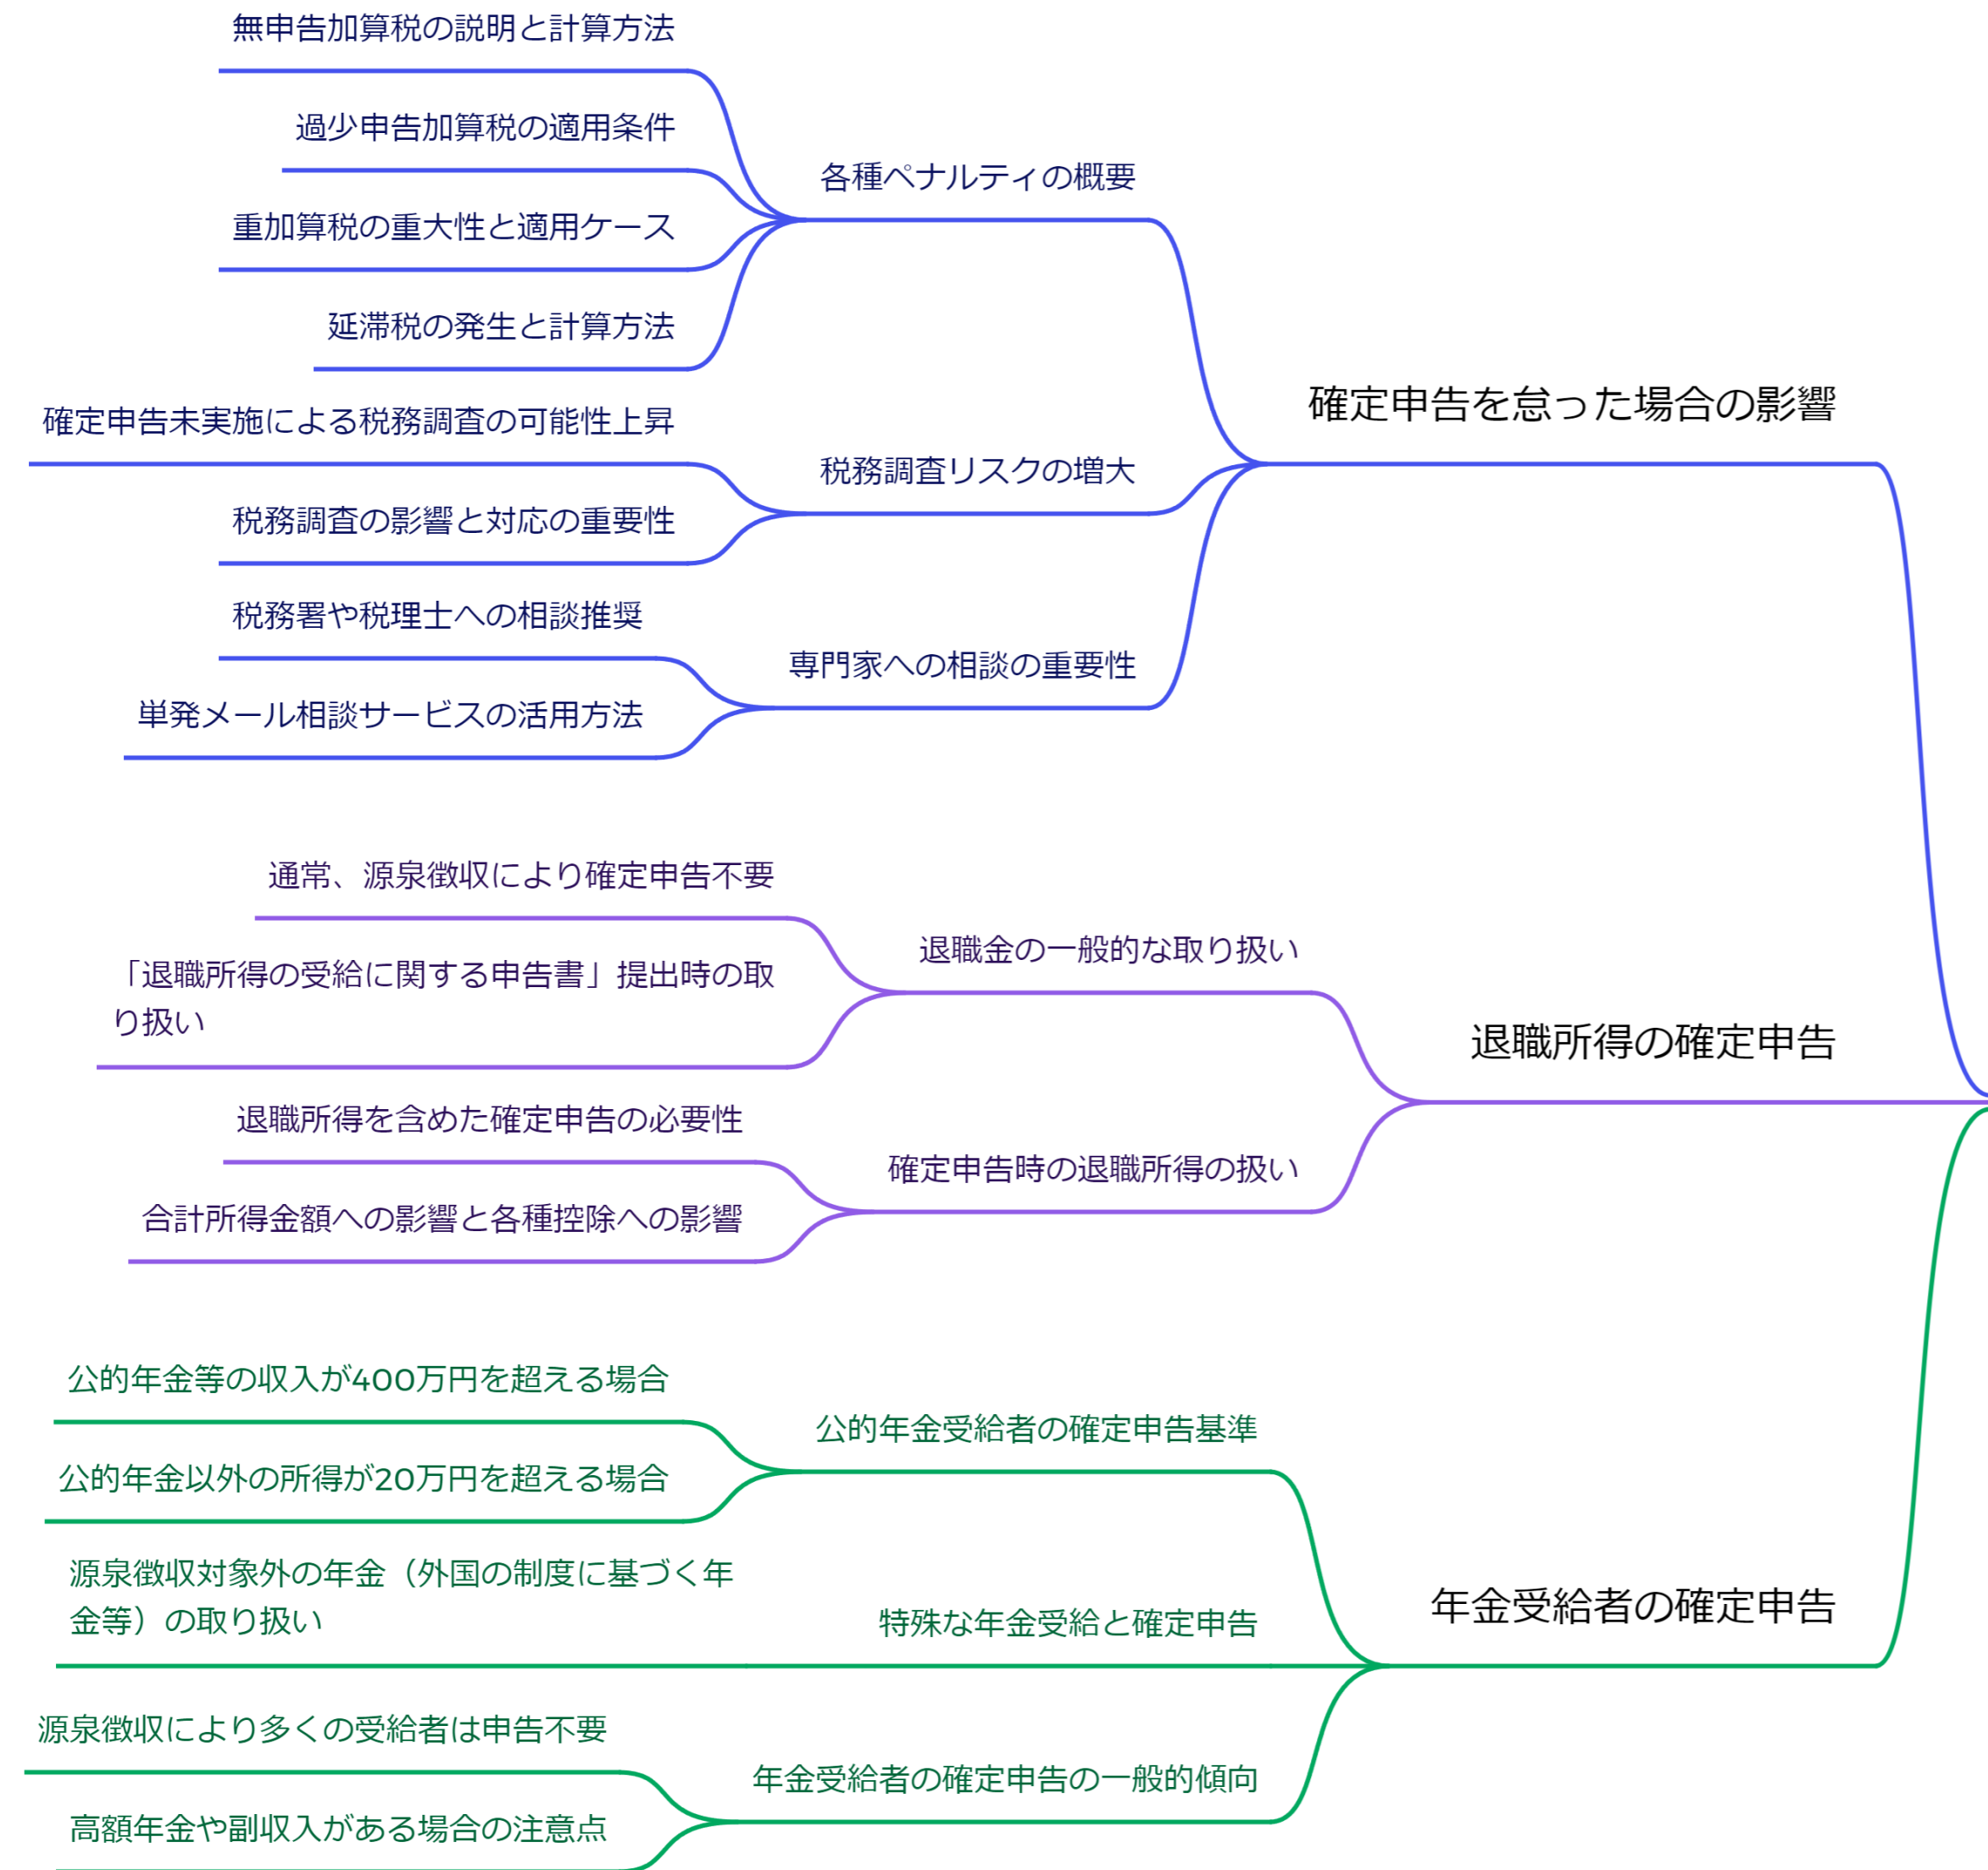 無申告加算税の説明と計算方法
過少申告加算税の適用条件
重加算税の重大性と適用ケース
延滞税の発生と計算方法
各種ペナルティの概要
確定申告未実施による税務調査の可能性上昇
税務調査の影響と対応の重要性
税務調査リスクの増大
税務署や税理士への相談推奨
単発メール相談サービスの活用方法
専門家への相談の重要性
確定申告を怠った場合の影響
通常、源泉徴収により確定申告不要
「退職所得の受給に関する申告書」提出時の取
り扱い
退職金の一般的な取り扱い
退職所得を含めた確定申告の必要性
合計所得金額への影響と各種控除への影響
確定申告時の退職所得の扱い
退職所得の確定申告
公的年金等の収入が400万円を超える場合
公的年金以外の所得が20万円を超える場合
公的年金受給者の確定申告基準
源泉徴収対象外の年金（外国の制度に基づく年
金等）の取り扱い
特殊な年金受給と確定申告
源泉徴収により多くの受給者は申告不要
高額年金や副収入がある場合の注意点
年金受給者の確定申告の一般的傾向
年金受給者の確定申告